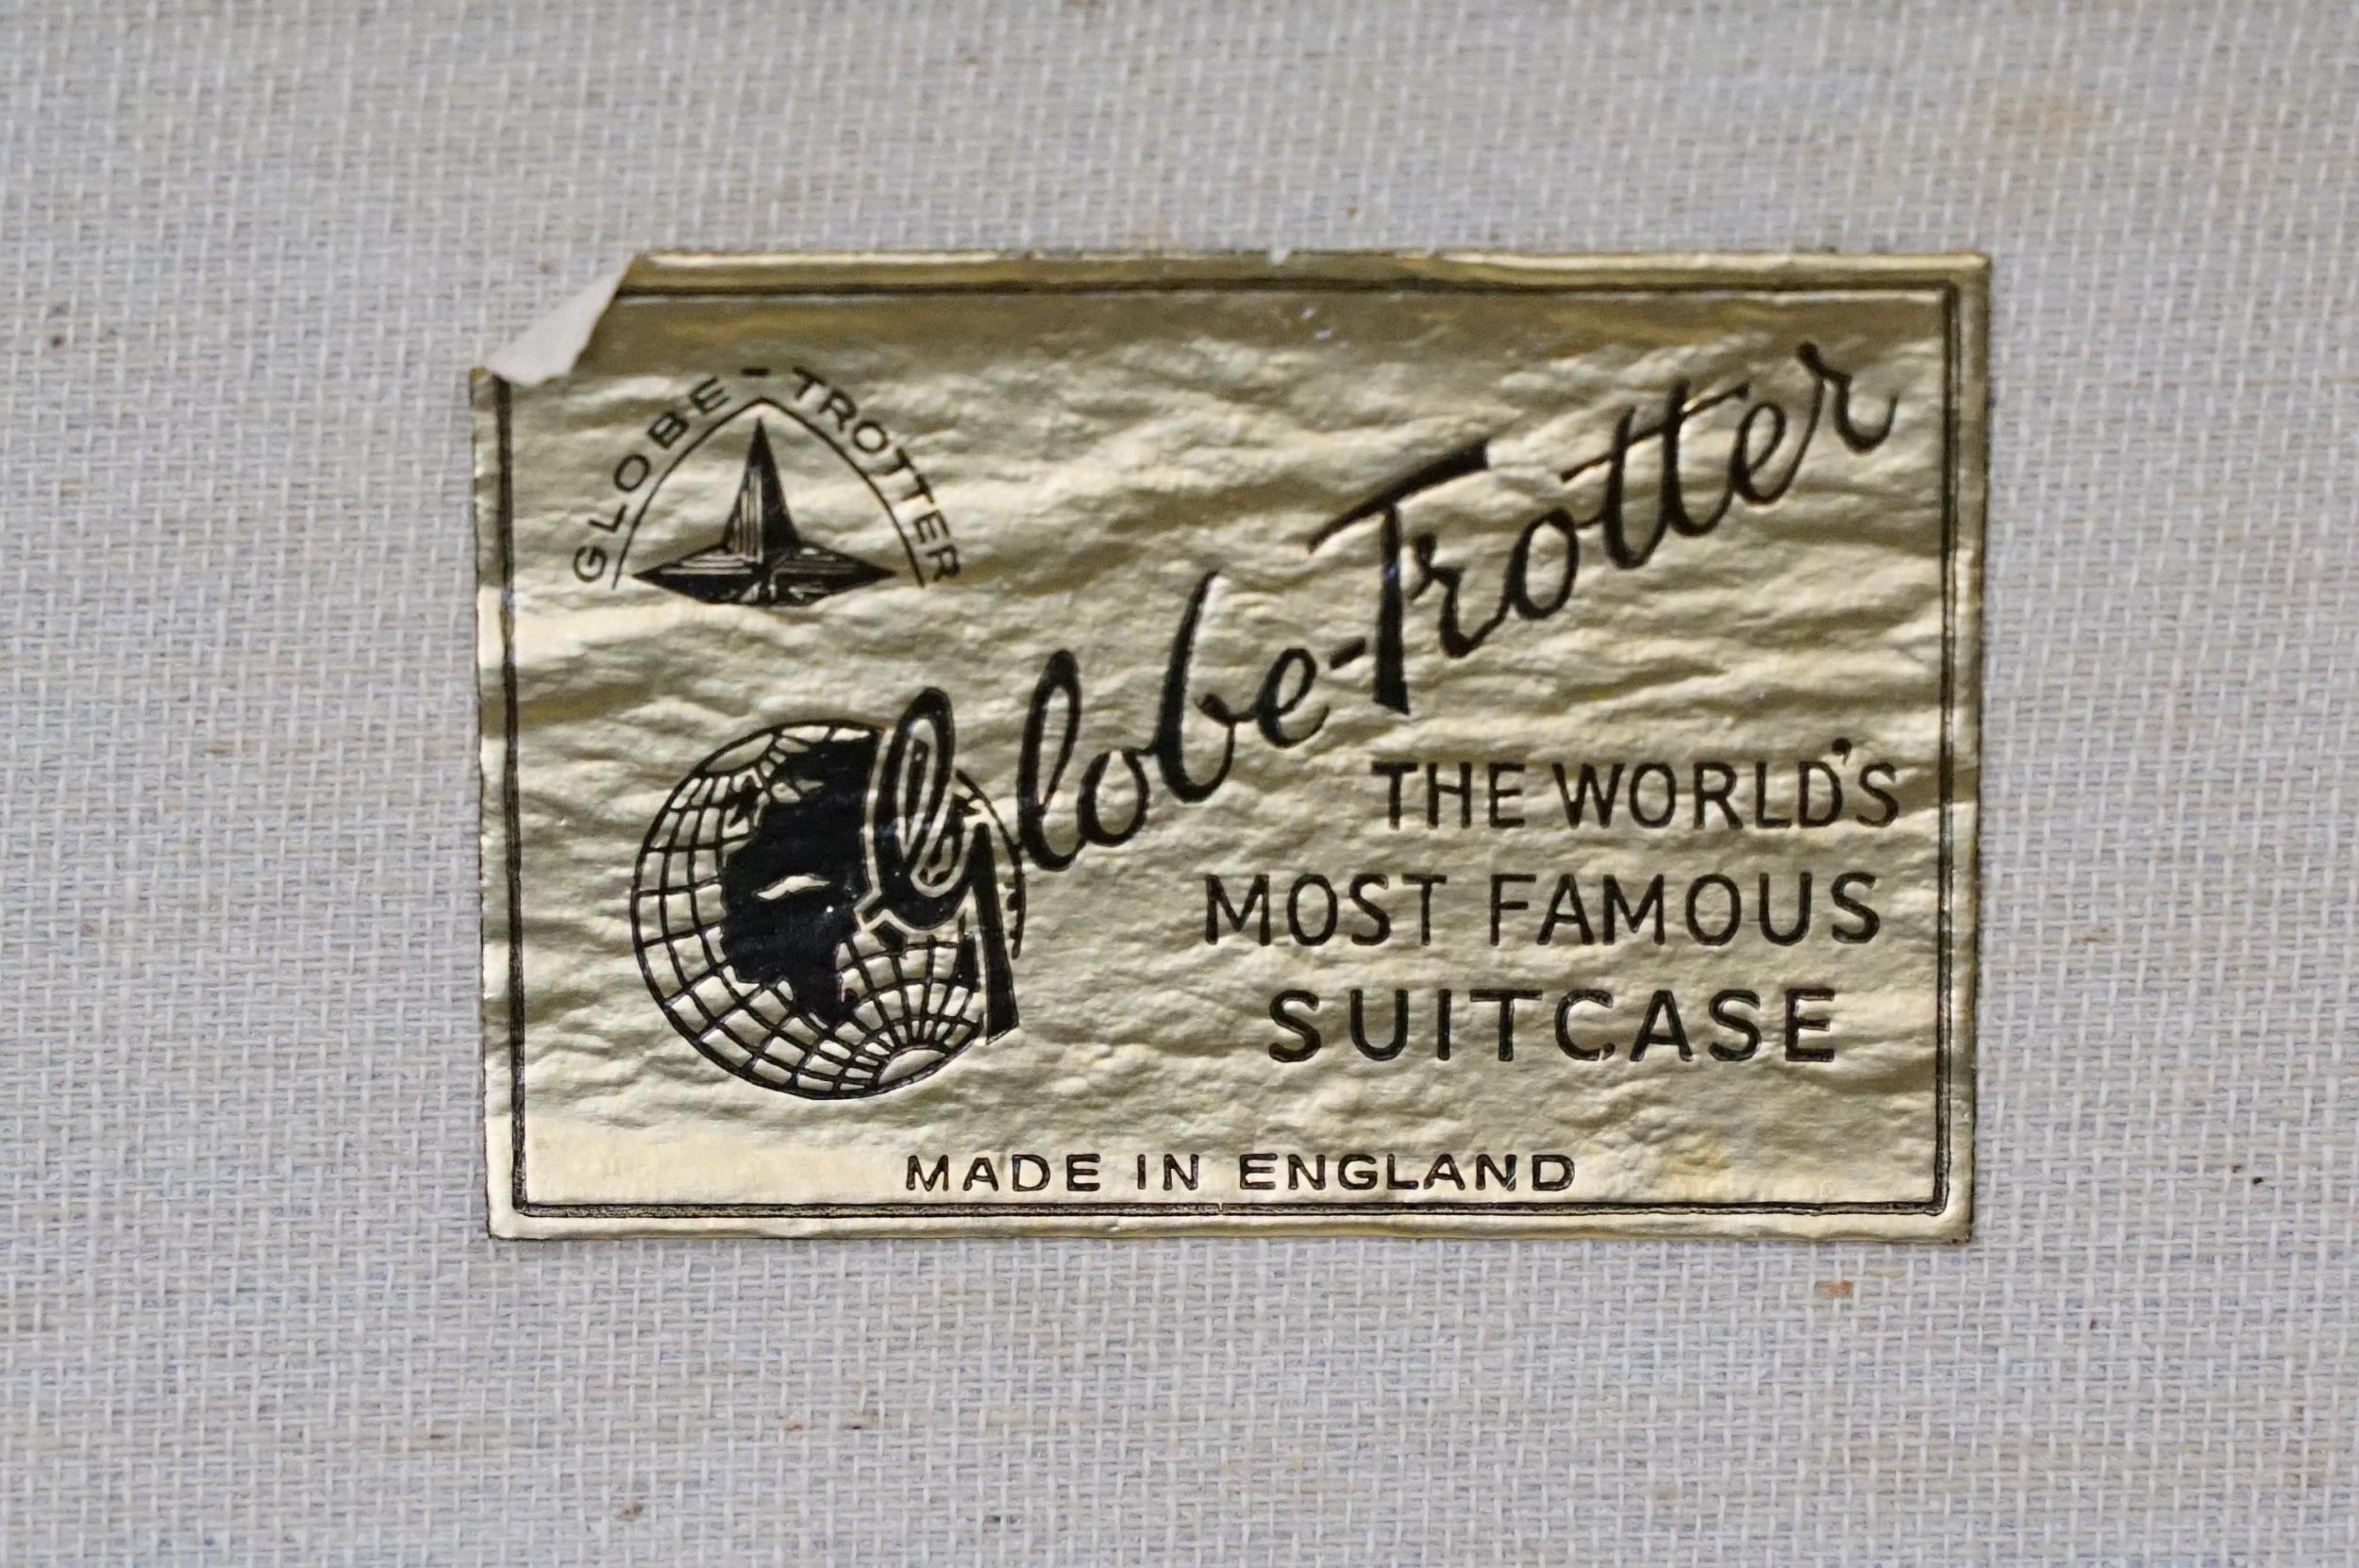 GLOBE-TROTTER
Globe-Trotter
THE WORLD'S
MOST FAMOUS
SUITCASE
MADE IN ENGLAND